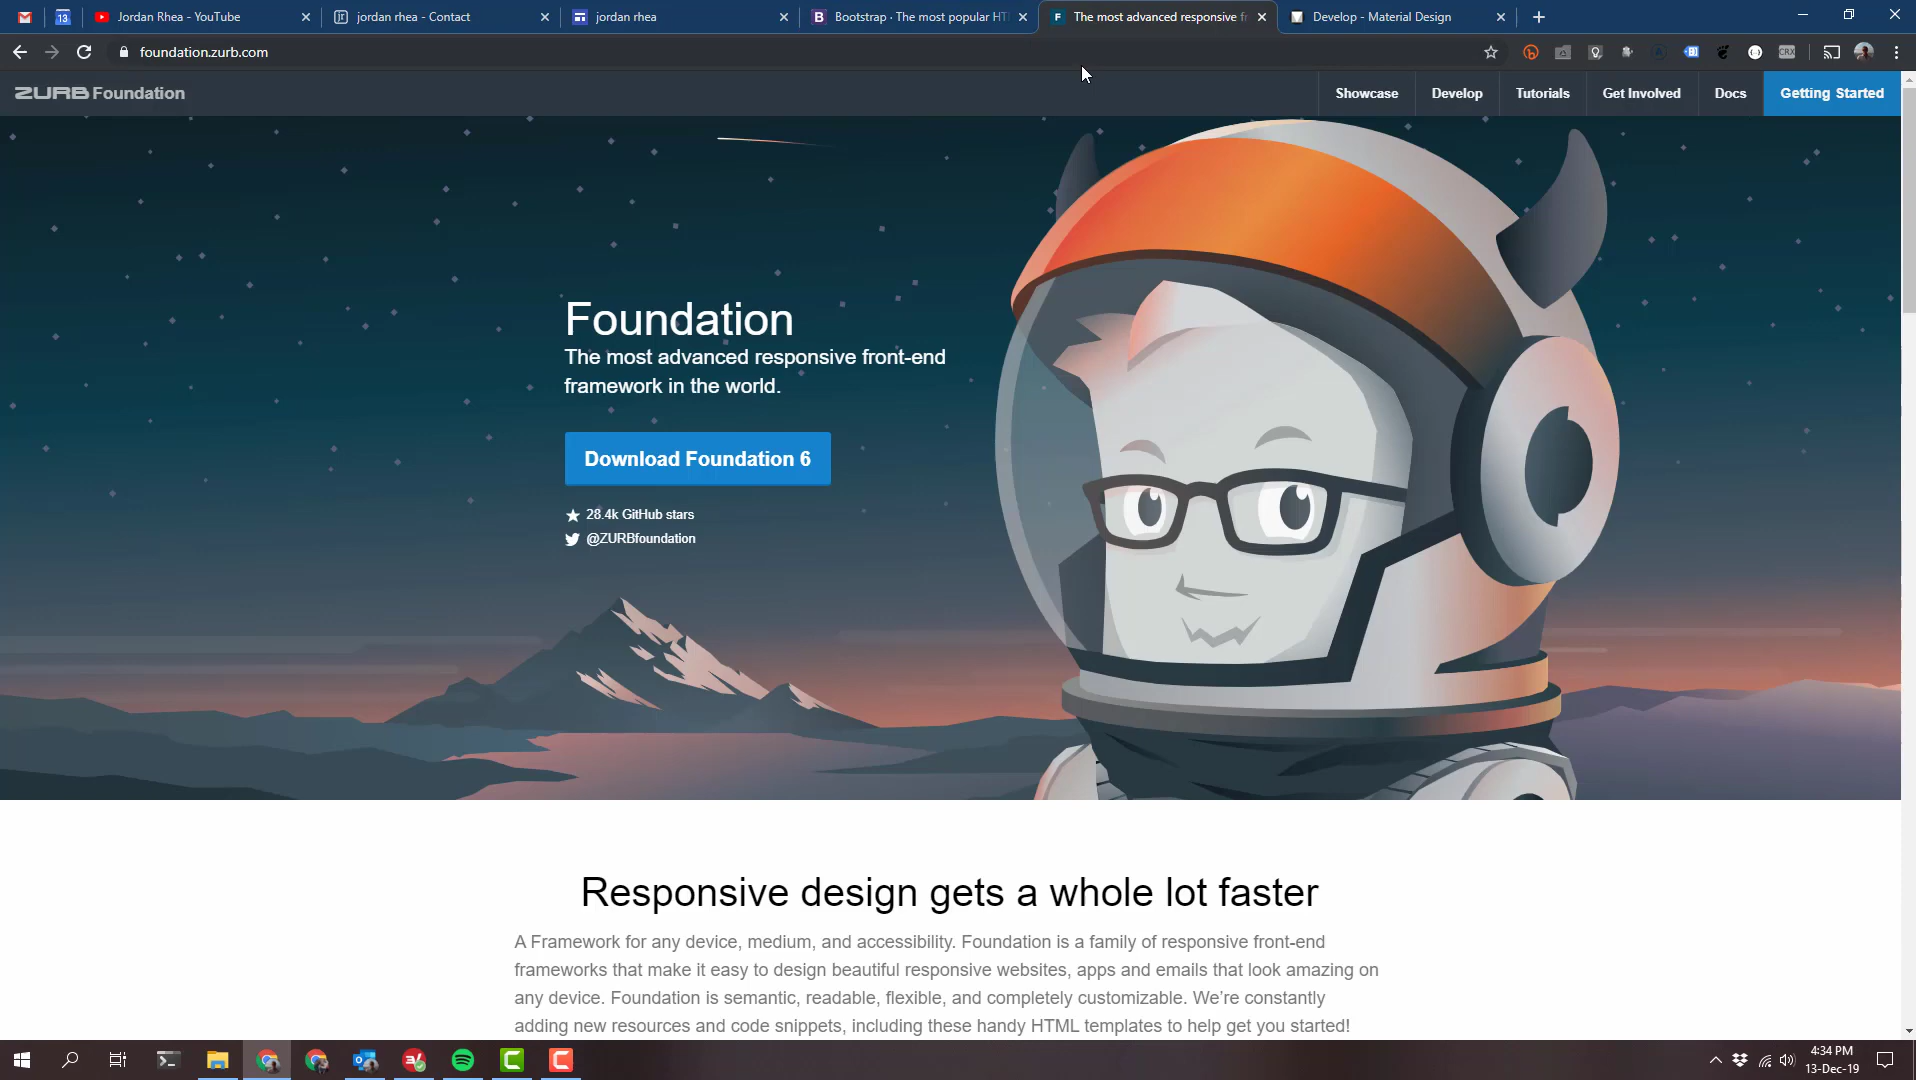 13
Jordan Rhea - YouTube
jr
jordan rhea - Contact
jordan rhea
B
Bootstrap · The most popular HT
F
The most advanced responsive f
Develop - Material Design
foundation.zurb.com
CRX
ZURB Foundation
Showcase
Develop
Tutorials
Get Involved
Docs
Getting Started
Foundation
The most advanced responsive front-end
framework in the world.
Download Foundation 6
28.4k GitHub stars
@ZURBfoundation
Responsive design gets a whole lot faster
A Framework for any device, medium, and accessibility. Foundation is a family of responsive front-end
frameworks that make it easy to design beautiful responsive websites, apps and emails that look amazing on
any device. Foundation is semantic, readable, flexible, and completely customizable. We’re constantly
adding new resources and code snippets, including these handy HTML templates to help get you started!
4:34 PM
13-Dec-19